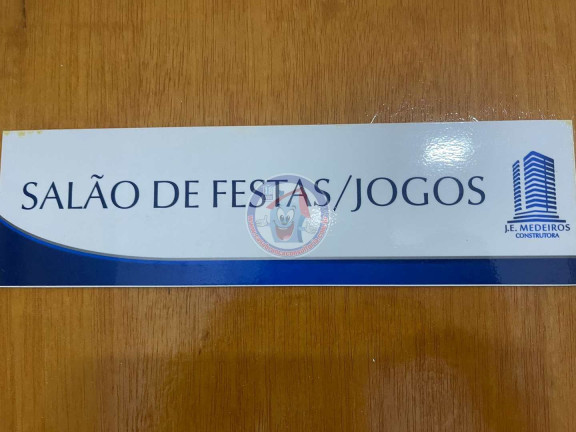 SALÃO DE FESTAS/JOGOS
J.E. MEDEIROS
CONSTRUTORA